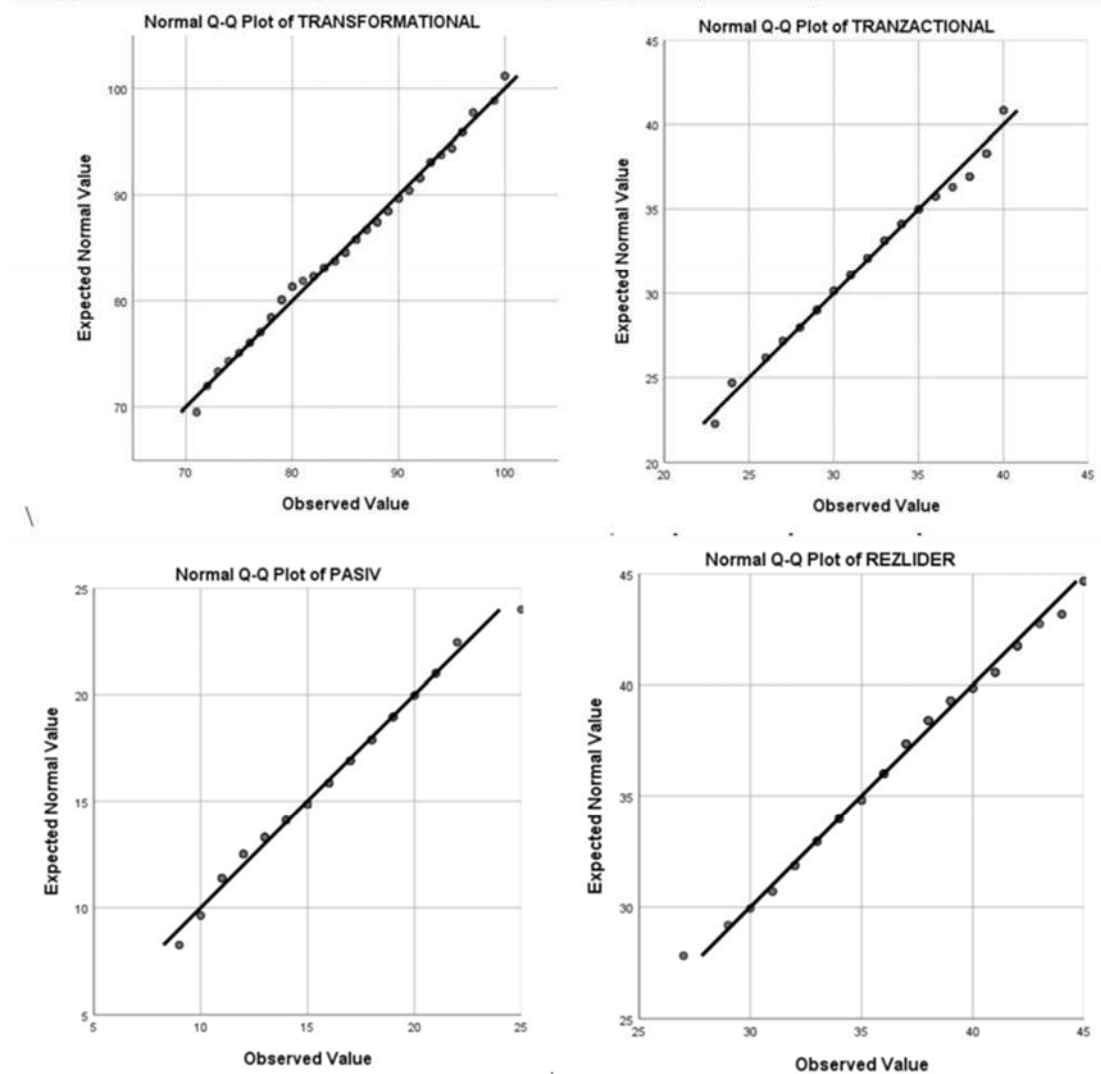 Normal Q-Q Plot of TRANSFORMATIONAL
Expected Normal Value
100
90
80
70
70 80 90 100
Observed Value
Normal Q-Q Plot of TRANZACTIONAL
Expected Normal Value
45
40
35
30
25
20
20 25 30 35 40 45
Observed Value
\
Normal Q-Q Plot of PASIV
Expected Normal Value
25
20
15
10
5
5 10 15 20 25
Observed Value
Normal Q-Q Plot of REZLIDER
Expected Normal Value
45
40
35
30
25
25 30 35 40 45
Observed Value